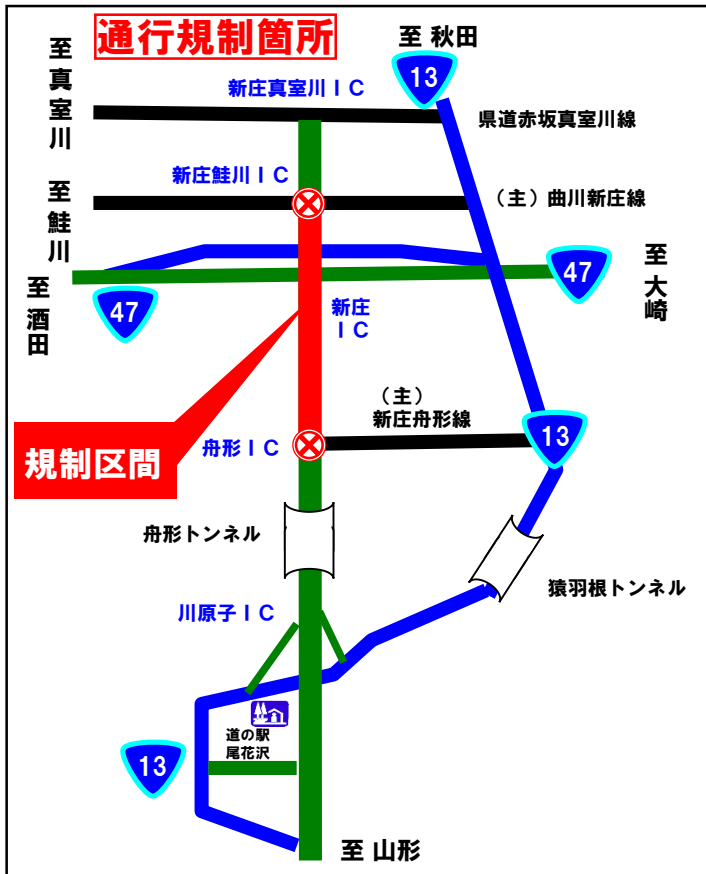 通行規制箇所
至 秋田
13
至真室川
新庄真室川IC
県道赤坂真室川線
至鮭川
新庄鮭川IC
(主)曲川新庄線
至酒田
47
47
至大崎
新庄
IC
(主)
新庄舟形線
規制区間
舟形IC
13
舟形トンネル
猿羽根トンネル
川原子IC
道の駅
尾花沢
13
至 山形